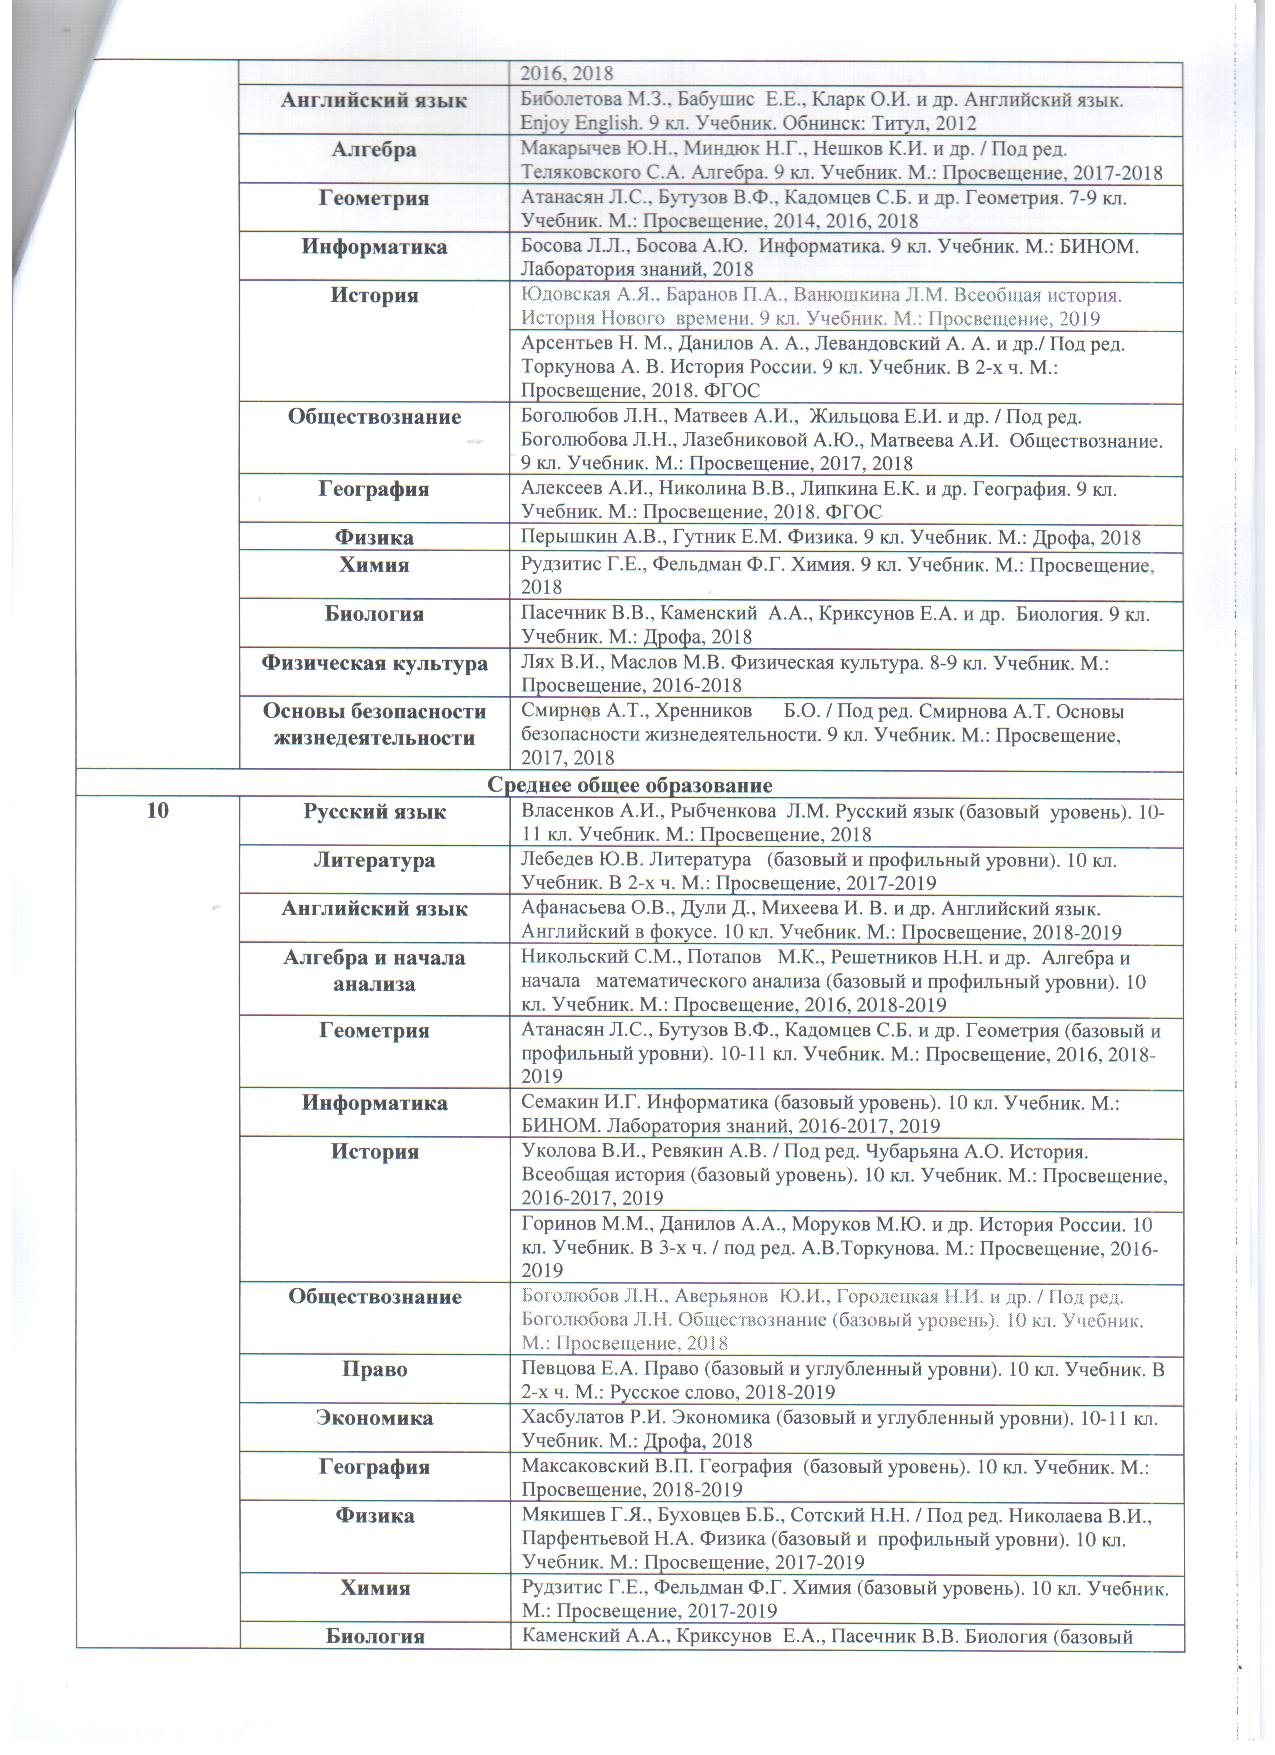 2016, 2018
Английский язык
Биболетова М.З., Бабушис Е.Е., Кларк О.И. и др. Английский язык.
Enjoy English. 9 кл. Учебник. Обнинск: Титул, 2012
Алгебра
Макарычев Ю.Н., Миндюк Н.Г., Нешков К.И. и др. / Под ред.
Теляковского С.А. Алгебра. 9 кл. Учебник. М.: Просвещение, 2017-2018
Геометрия
Атанасян Л.С., Бутузов В.Ф., Кадомцев С.Б. и др. Геометрия. 7-9 кл.
Учебник. М.: Просвещение, 2014, 2016, 2018
Информатика
Босова Л.Л., Босова А.Ю. Информатика. 9 кл. Учебник. М.: БИНОМ.
Лаборатория знаний, 2018
История
Юдовская А.Я.. Баранов П.А., Ванюшкина Л.М. Всеобщая история.
История Нового времени. 9 кл. Учебник. М.: Просвещение, 2019
Арсентьев Н. М., Данилов А. А., Левандовский А. А. и др./ Под ред.
Торкунова А. В. История России. 9 кл. Учебник. В 2-х ч. М.:
Просвещение, 2018. ФГОС
Обществознание
Боголюбов Л.Н., Матвеев А.И., Жильцова Е.И. и др. / Под ред.
Боголюбова Л.Н., Лазебниковой А.Ю., Матвеева А.И. Обществознание.
9 кл. Учебник. М.: Просвещение, 2017, 2018
География
Алексеев А.И., Николина В.В., Липкина Е.К. и др. География. 9 кл.
Учебник. М.: Просвещение, 2018. ФГОС
Физика
Перышкин А.В., Гутник Е.М. Физика. 9 кл. Учебник. М.: Дрофа, 2018
Химия
Рудзитис Г.Е., Фельдман Ф.Г. Химия. 9 кл. Учебник. М.: Просвещение,
2018
Биология
Пасечник В.В., Каменский А.А., Криксунов Е.А. и др. Биология. 9 кл.
Учебник. М.: Дрофа, 2018
Физическая культура
Лях В.И., Маслов М.В. Физическая культура. 8-9 кл. Учебник. М.:
Просвещение, 2016-2018
Основы безопасности
жизнедеятельности
Смирнов А.Т., Хренников Б.О. / Под ред. Смирнова А.Т. Основы
безопасности жизнедеятельности. 9 кл. Учебник. М.: Просвещение,
2017, 2018
Среднее общее образование
10
Русский язык
Власенков А.И., Рыбченкова Л.М. Русский язык (базовый уровень). 10-
11 кл. Учебник. М.: Просвещение, 2018
Литература
Лебедев Ю.В. Литература (базовый и профильный уровни). 10 кл.
Учебник. В 2-х ч. М.: Просвещение, 2017-2019
Английский язык
Афанасьева О.В., Дули Д., Михеева И. В. и др. Английский язык.
Английский в фокусе. 10 кл. Учебник. М.: Просвещение, 2018-2019
Алгебра и начала
анализа
Никольский С.М., Потапов М.К., Решетников Н.Н. и др. Алгебра и
начала математического анализа (базовый и профильный уровни). 10
кл. Учебник. М.: Просвещение, 2016, 2018-2019
Геометрия
Атанасян Л.С., Бутузов В.Ф., Кадомцев С.Б. и др. Геометрия (базовый и
профильный уровни). 10-11 кл. Учебник. М.: Просвещение, 2016, 2018-
2019
Информатика
Семакин И.Г. Информатика (базовый уровень). 10 кл. Учебник. М.:
БИНОМ. Лаборатория знаний, 2016-2017, 2019
История
Уколова В.И., Ревякин А.В. / Под ред. Чубарьяна А.О. История.
Всеобщая история (базовый уровень). 10 кл. Учебник. М.: Просвещение,
2016-2017, 2019
Горинов М.М., Данилов А.А., Моруков М.Ю. и др. История России. 10
кл. Учебник. В 3-х ч. / под ред. А.В.Торкунова. М.: Просвещение, 2016-
2019
Обществознание
Боголюбов Л.Н., Аверьянов Ю.И., Городецкая Н.И. и др. / Под ред.
Боголюбова Л.Н. Обществознание (базовый уровень). 10 кл. Учебник.
М.: Просвещение, 2018
Право
Певцова Е.А. Право (базовый и углубленный уровни). 10 кл. Учебник. В
2-х ч. М.: Русское слово, 2018-2019
Экономика
Хасбулатов Р.И. Экономика (базовый и углубленный уровни). 10-11 кл.
Учебник. М.: Дрофа, 2018
География
Максаковский В.П. География (базовый уровень). 10 кл. Учебник. М.:
Просвещение, 2018-2019
Физика
Мякишев Г.Я., Буховцев Б.Б., Сотский Н.Н. / Под ред. Николаева В.И.,
Парфентьевой Н.А. Физика (базовый и профильный уровни). 10 кл.
Учебник. М.: Просвещение, 2017-2019
Химия
Рудзитис Г.Е., Фельдман Ф.Г. Химия (базовый уровень). 10 кл. Учебник.
М.: Просвещение, 2017-2019
Биология
Каменский А.А., Криксунов Е.А., Пасечник В.В. Биология (базовый